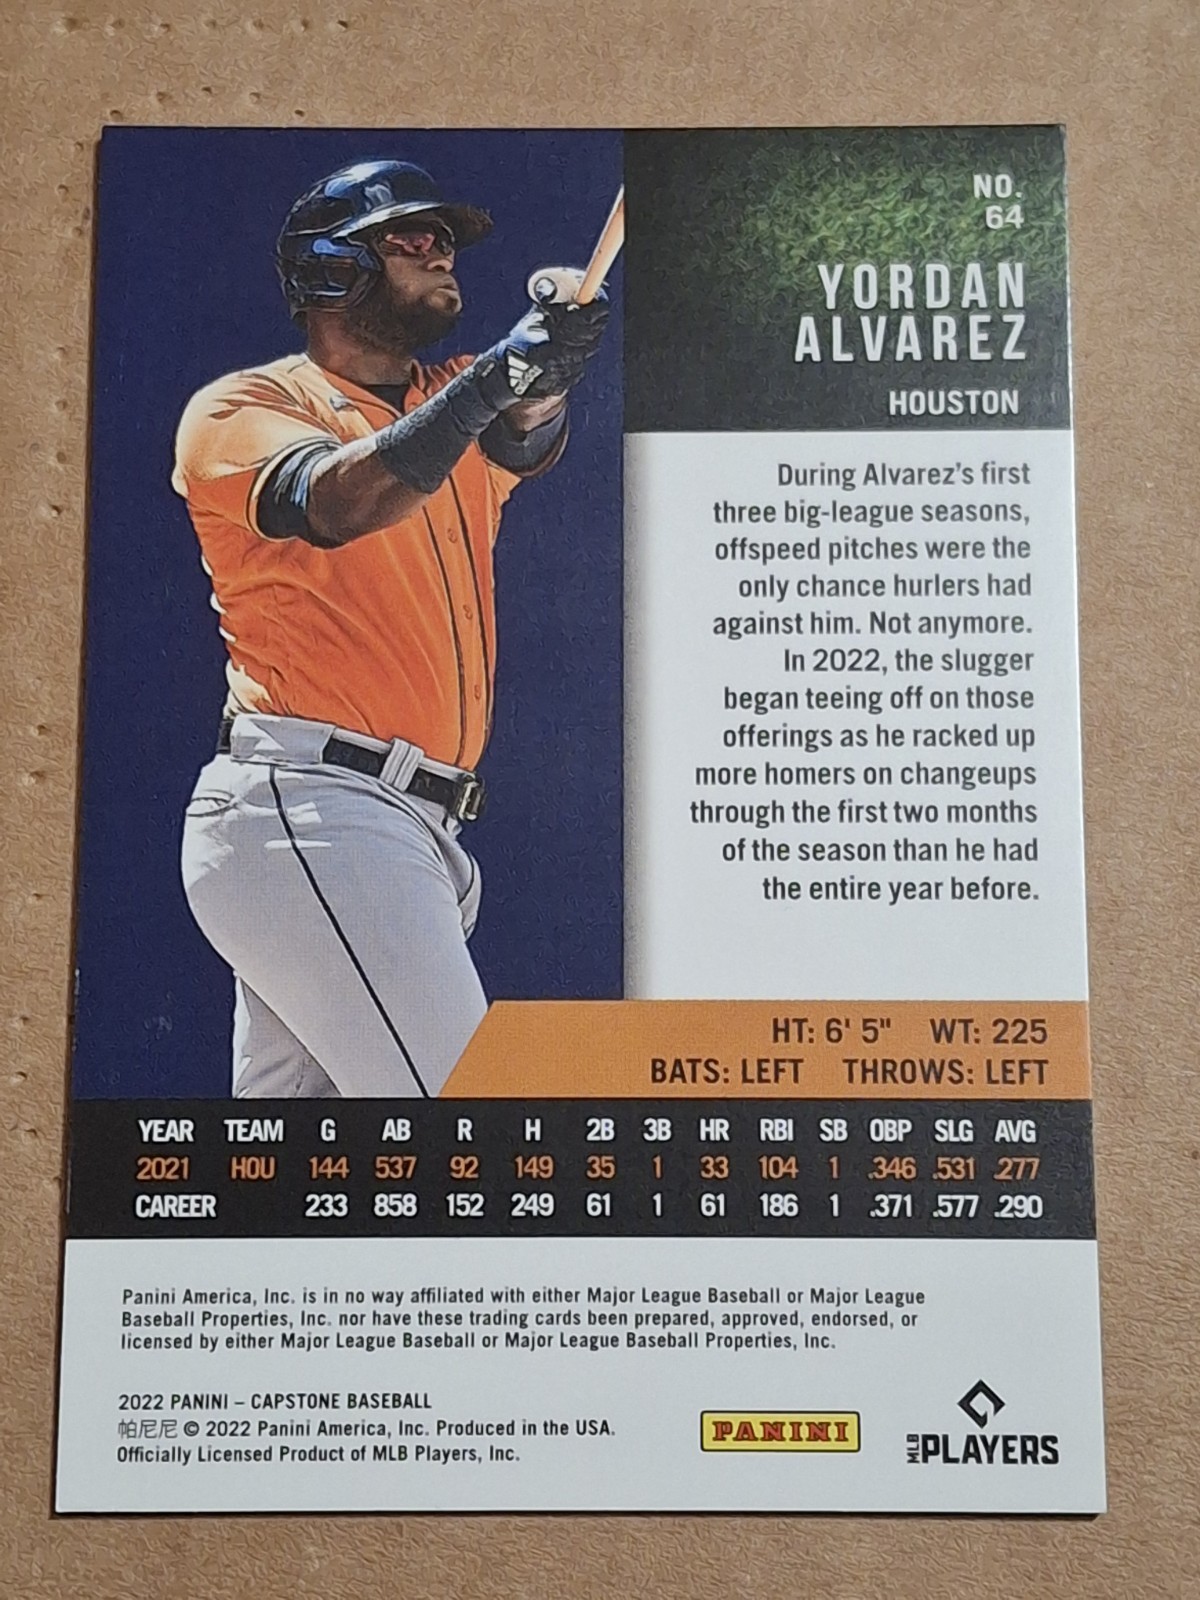 NO.
64
YORDAN
ALVAREZ
HOUSTON
During Alvarez's first
three big-league seasons,
offspeed pitches were the
only chance hurlers had
against him. Not anymore.
In 2022, the slugger
began teeing off on those
offerings as he racked up
more homers on changeups
through the first two months
of the season than he had
the entire year before.
HT: 6' 5" WT: 225
BATS: LEFT THROWS: LEFT
YEAR TEAM G AB R H 2B 3B HR RBI SB OBP SLG AVG
2021 HOU 144 537 92 149 35 1 33 104 1 .346 .531 .277
CAREER 233 858 152 249 61 1 61 186 1 .371 .577 .290
Panini America, Inc. is in no way affiliated with either Major League Baseball or Major League
Baseball Properties, Inc. nor have these trading cards been prepared, approved, endorsed, or
licensed by either Major League Baseball or Major League Baseball Properties, Inc.
2022 PANINI – CAPSTONE BASEBALL
帕尼尼 © 2022 Panini America, Inc. Produced in the USA.
Officially Licensed Product of MLB Players, Inc.
PANINI
MLB PLAYERS
adidas